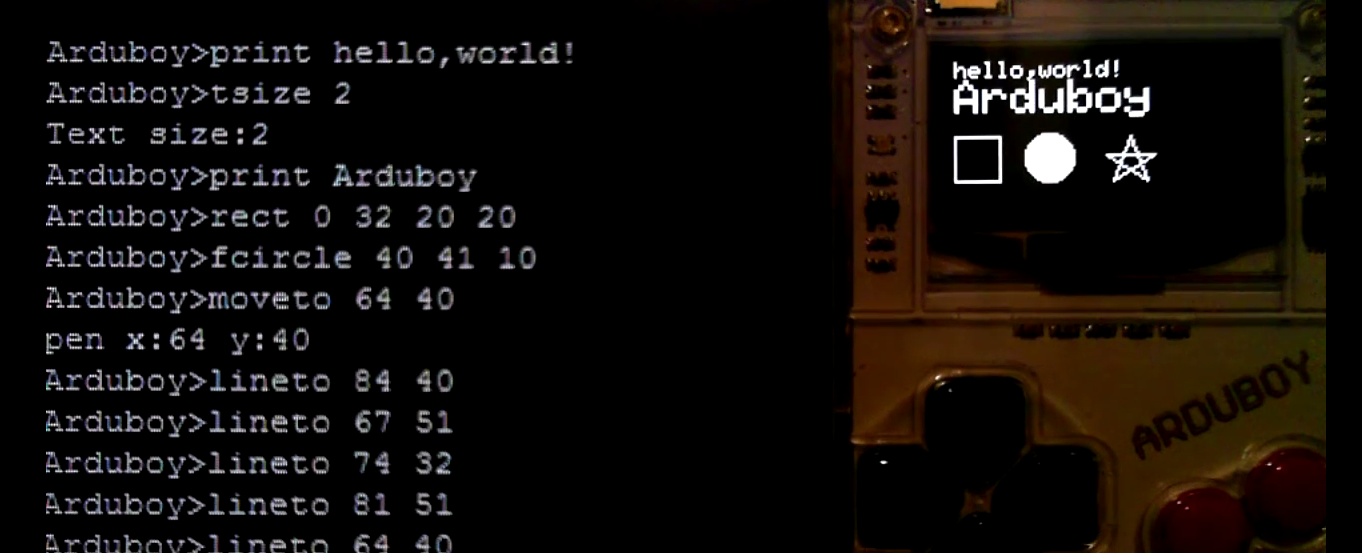 Arduboy>print hello,world!
Arduboy>tsize 2
Text size:2
Arduboy>print Arduboy
Arduboy>rect 0 32 20 20
Arduboy>fcircle 40 41 10
Arduboy>moveto 64 40
pen x:64 y:40
Arduboy>lineto 84 40
Arduboy>lineto 67 51
Arduboy>lineto 74 32
Arduboy>lineto 81 51
Arduboy>lineto 64 40
hello,world!
Arduboy
ARDUBOY